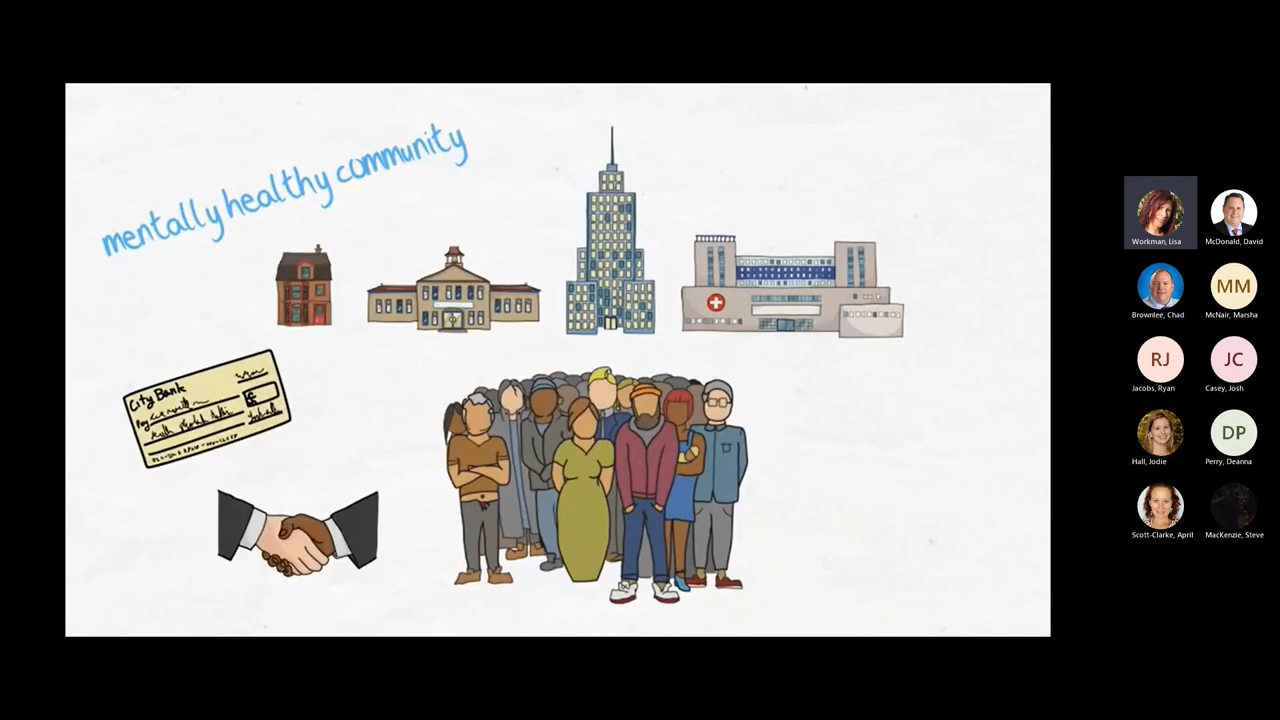 mentally healthy community
City Bank
Pay
Workman, Lisa
McDonald, David
MM
Brownlee, Chad
McNair, Marsha
RJ
JC
Jacobs, Ryan
Casey, Josh
DP
Hall, Jodie
Perry, Deanna
Scott-Clarke, April
MacKenzie, Steve